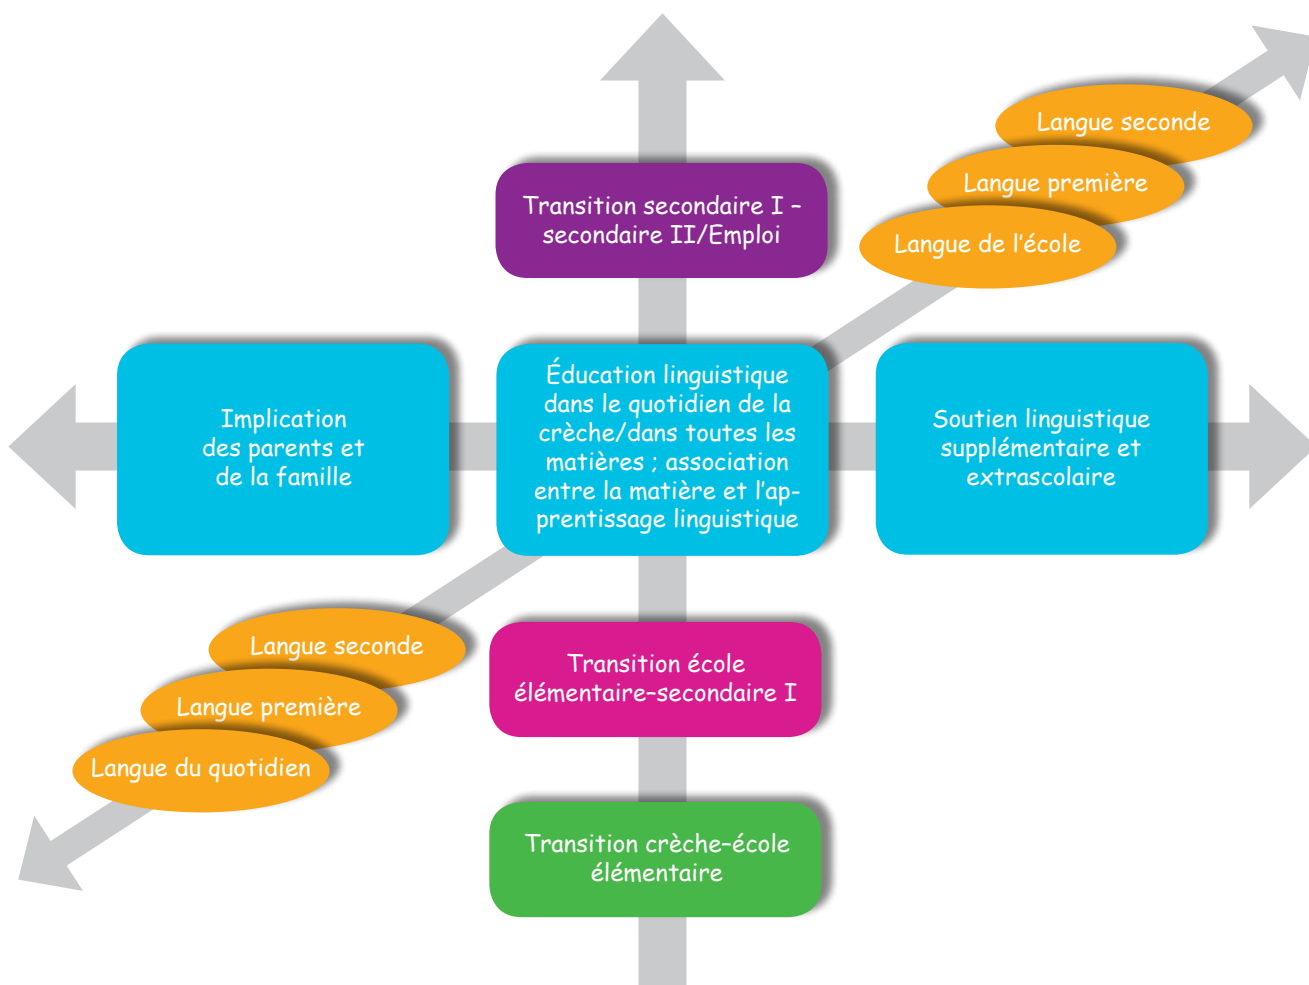 Langue seconde
Langue première
Langue de l'école
Transition secondaire I –
secondaire II/Emploi
Implication
des parents et
de la famille
Éducation linguistique
dans le quotidien de la
crèche/dans toutes les
matières ; association
entre la matière et l'ap-
prentissage linguistique
Soutien linguistique
supplémentaire et
extrascolaire
Langue seconde
Langue première
Langue du quotidien
Transition école
élémentaire–secondaire I
Transition crèche–école
élémentaire